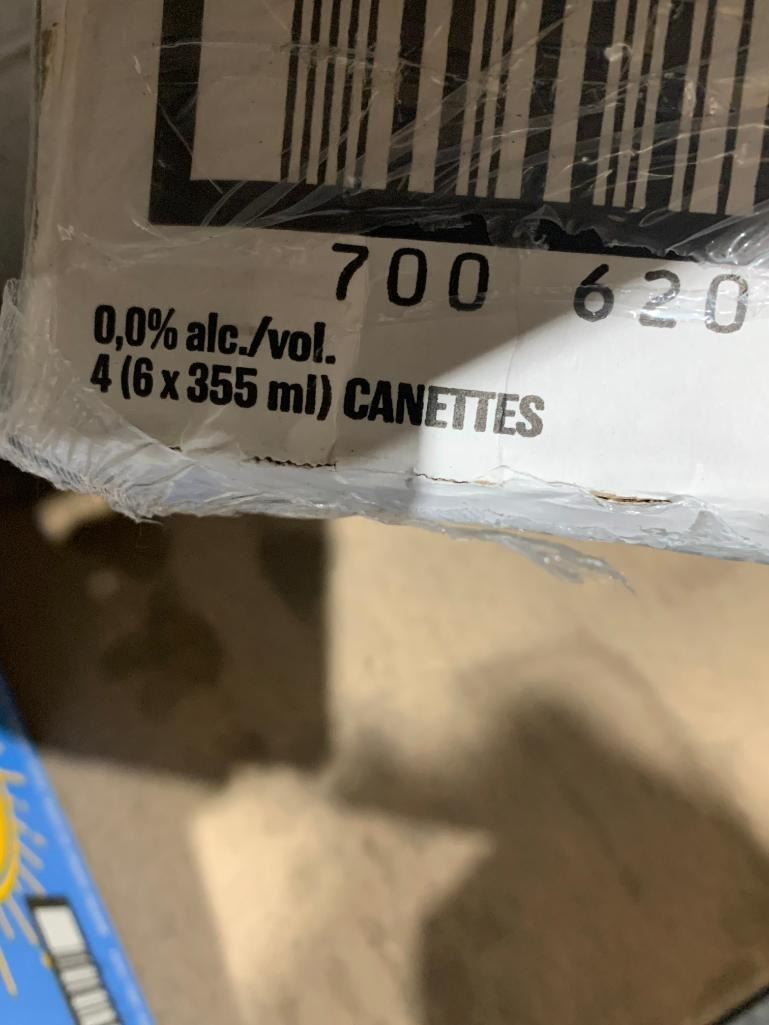 700 620
0,0% alc./vol.
4 (6 x 355 ml) CANETTES